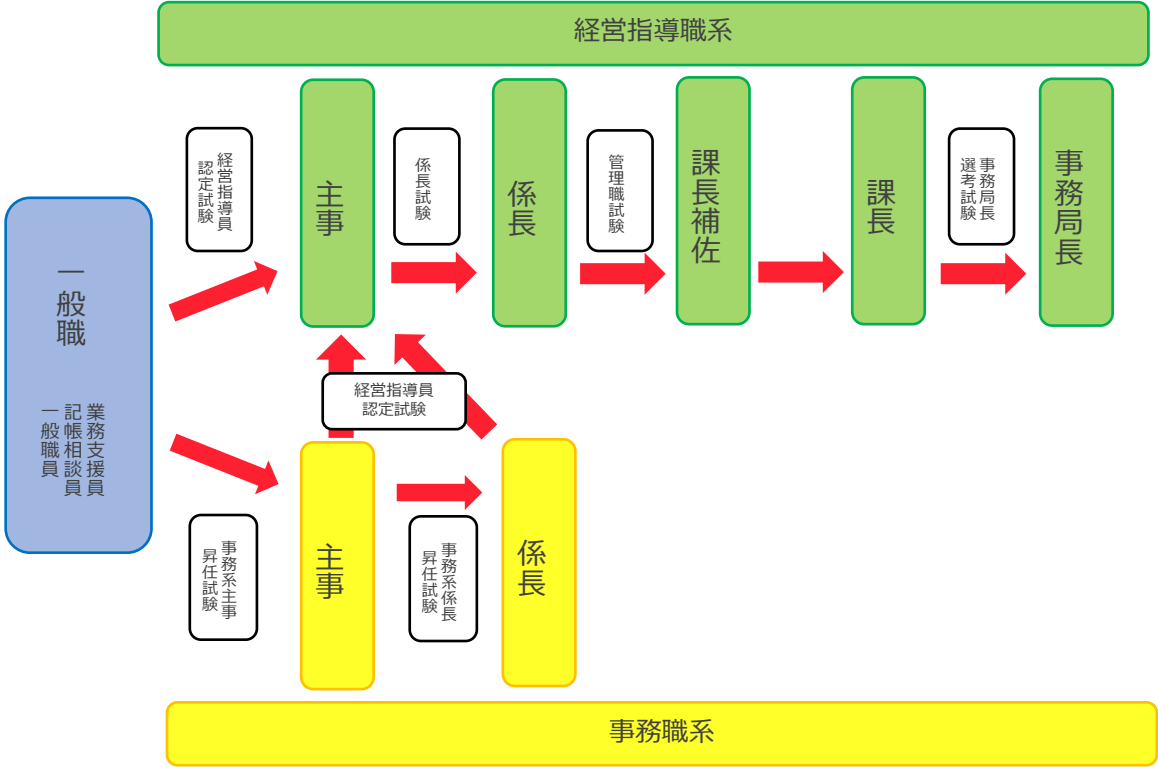 経営指導職系
経営指導員
認定試験
主事
係長試験
係長
管理職試験
課長補佐
課長
事務局長
選考試験
事務局長
一般職
業務支援員
記帳相談員
一般職員
経営指導員
認定試験
事務系主事
昇任試験
主事
事務系係長
昇任試験
係長
事務職系